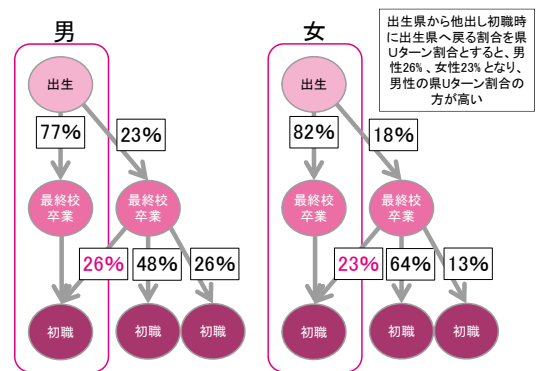 男
女
出生県から他出し初職時
に出生県へ戻る割合を県
Uターン割合とすると、男
性26%、女性23%となり、
男性の県Uターン割合の
方が高い
出生
77%
23%
最終校
卒業
最終校
卒業
26%
48%
26%
初職
初職
初職
出生
82%
18%
最終校
卒業
最終校
卒業
23%
64%
13%
初職
初職
初職